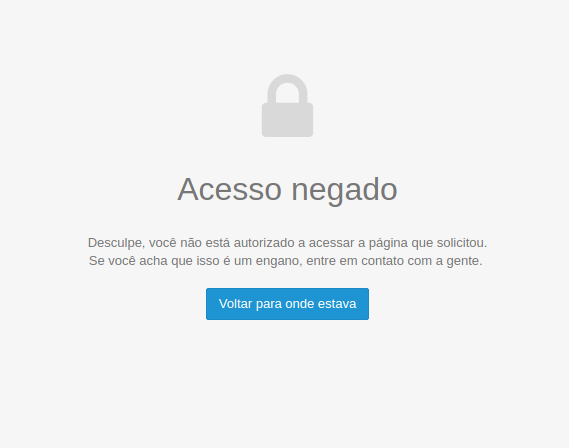 Acesso negado
Desculpe, você não está autorizado a acessar a página que solicitou.
Se você acha que isso é um engano, entre em contato com a gente.
Voltar para onde estava